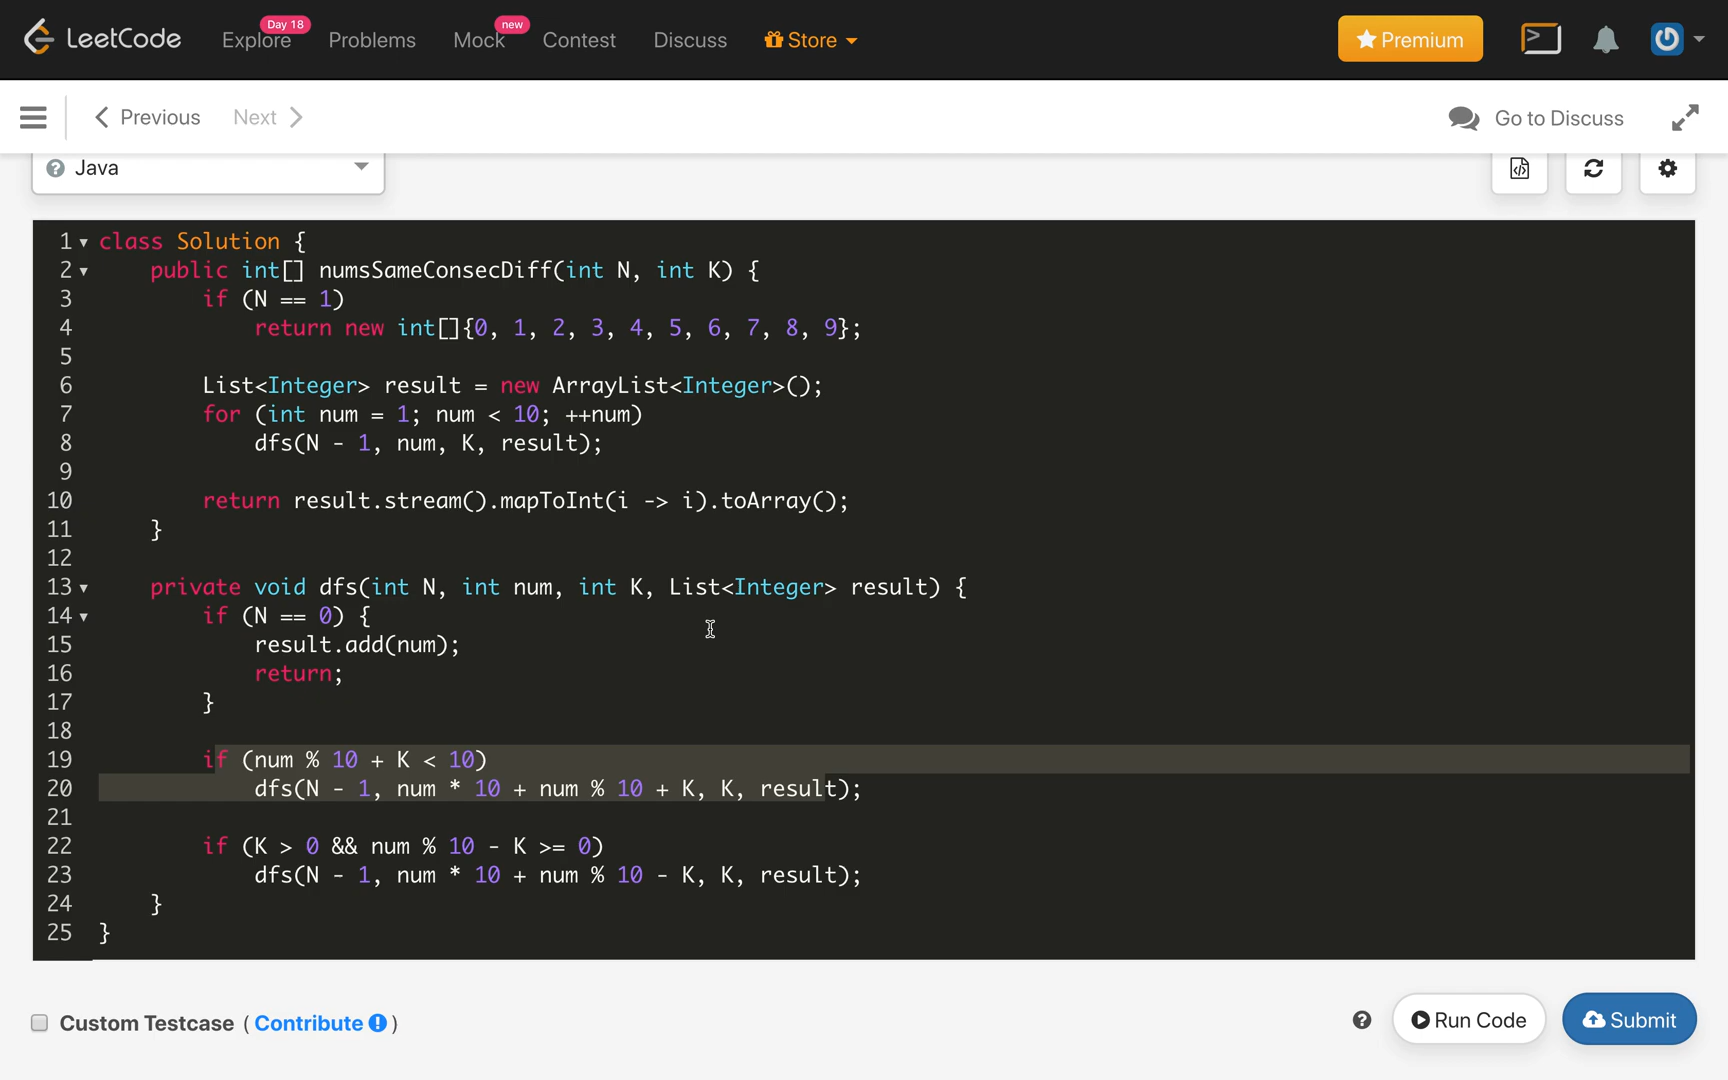 LeetCode Explore Day 18 Problems Mock new Contest Discuss Store Premium
Previous Next Go to Discuss
Java
1 class Solution {
2 public int[] numsSameConsecDiff(int N, int K) {
3 if (N == 1)
4 return new int[]{0, 1, 2, 3, 4, 5, 6, 7, 8, 9};
5
6 List<Integer> result = new ArrayList<Integer>();
7 for (int num = 1; num < 10; ++num)
8 dfs(N - 1, num, K, result);
9
10 return result.stream().mapToInt(i -> i).toArray();
11 }
12
13 private void dfs(int N, int num, int K, List<Integer> result) {
14 if (N == 0) {
15 result.add(num);
16 return;
17 }
18
19 if (num % 10 + K < 10)
20 dfs(N - 1, num * 10 + num % 10 + K, K, result);
21
22 if (K > 0 && num % 10 - K >= 0)
23 dfs(N - 1, num * 10 + num % 10 - K, K, result);
24 }
25 }
Custom Testcase ( Contribute ) Run Code Submit